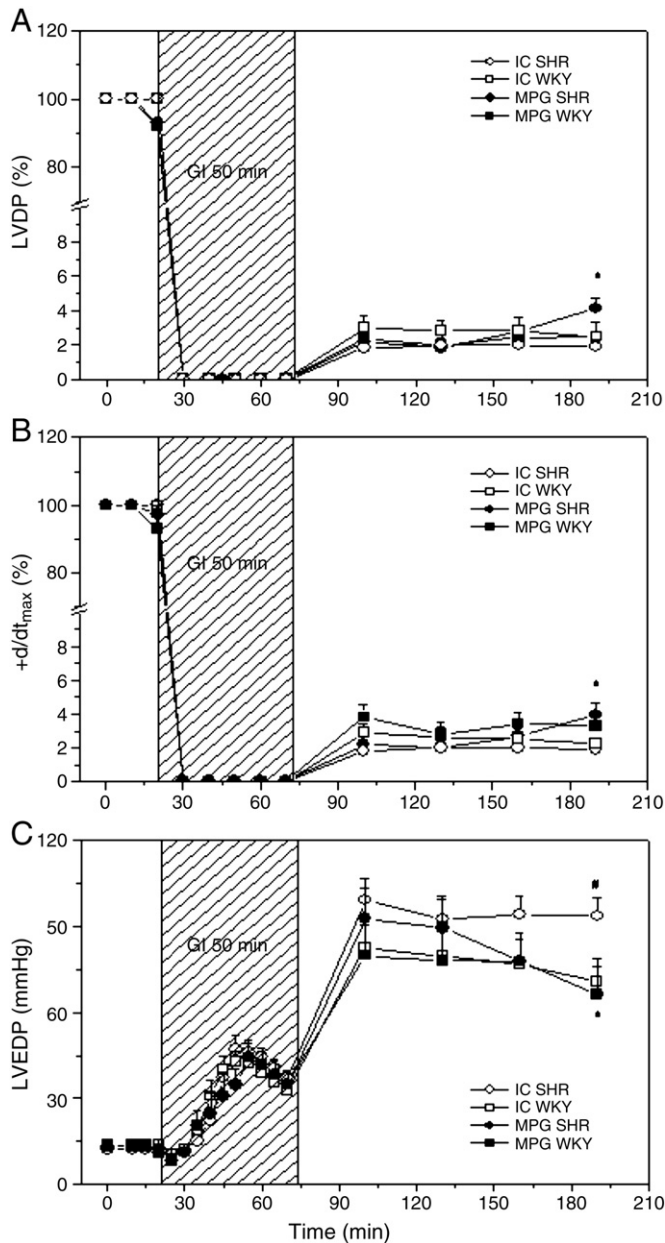 A
120
100
80
8
6
4
2
0
LVDP (%)
GI 50 min
IC SHR
IC WKY
MPG SHR
MPG WKY
*
0 30 60 90 120 150 180 210
B
120
100
80
8
6
4
2
0
+d/dtmax (%)
GI 50 min
IC SHR
IC WKY
MPG SHR
MPG WKY
*
0 30 60 90 120 150 180 210
C
120
50
60
30
0
LVEDP (mmHg)
GI 50 min
#
*
IC SHR
IC WKY
MPG SHR
MPG WKY
0 30 60 90 120 150 180 210
Time (min)